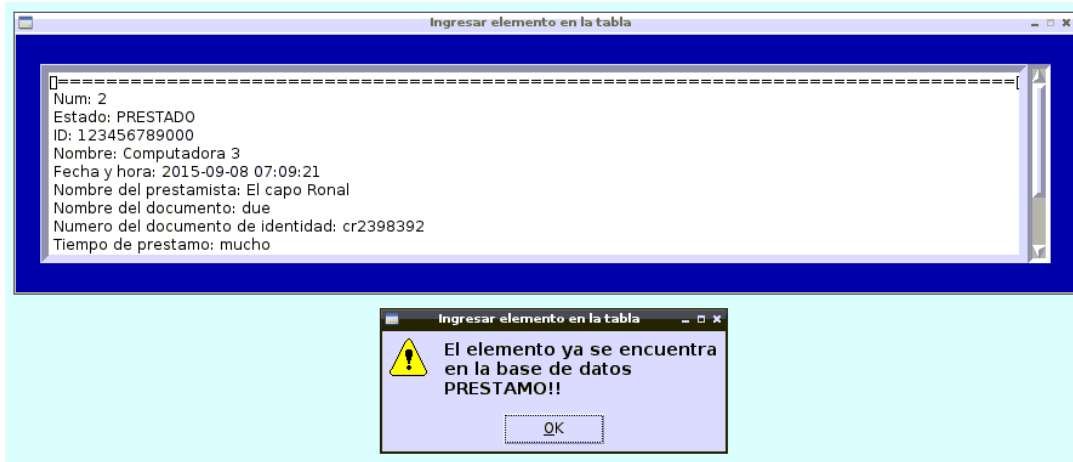 Ingresar elemento en la tabla
================================================================================
Num: 2
Estado: PRESTADO
ID: 123456789000
Nombre: Computadora 3
Fecha y hora: 2015-09-08 07:09:21
Nombre del prestamista: El capo Ronal
Nombre del documento: due
Numero del documento de identidad: cr2398392
Tiempo de prestamo: mucho
Ingresar elemento en la tabla
El elemento ya se encuentra
en la base de datos
PRESTAMO!!
OK